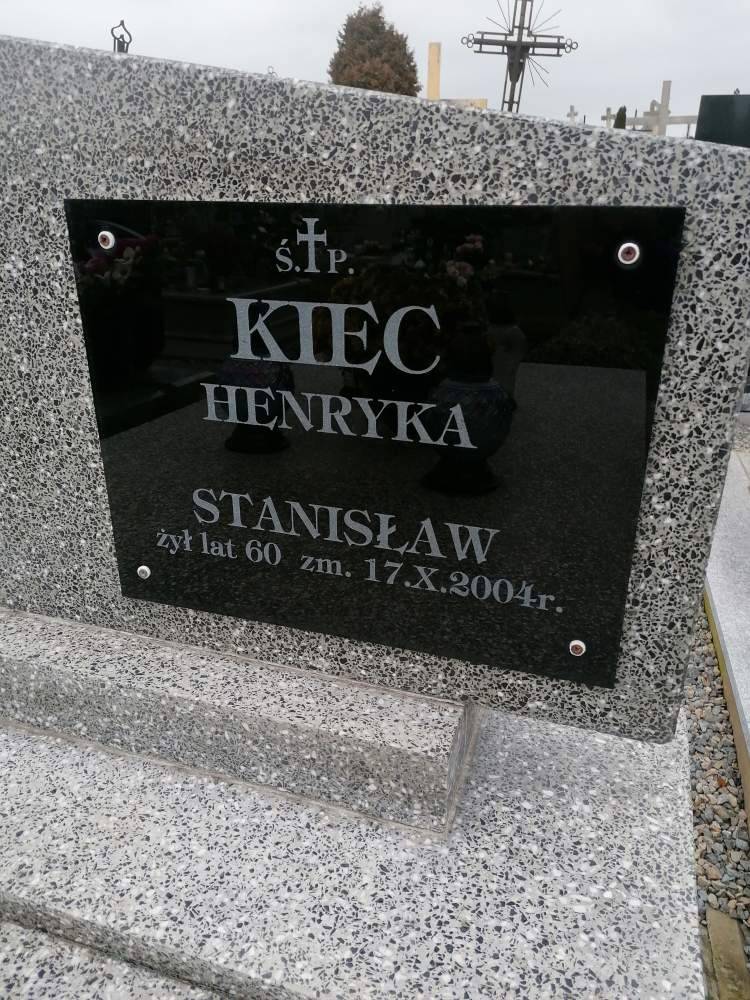 Ś.†P.
KIEC
HENRYKA
STANISŁAW
żył lat 60 zm. 17.X.2004r.